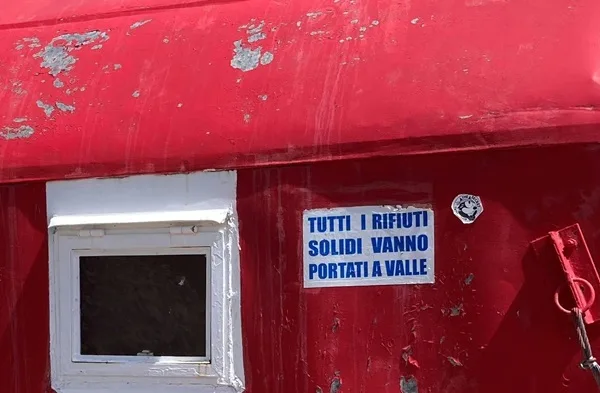 TUTTI I RIFIUTI
SOLIDI VANNO
PORTATI A VALLE